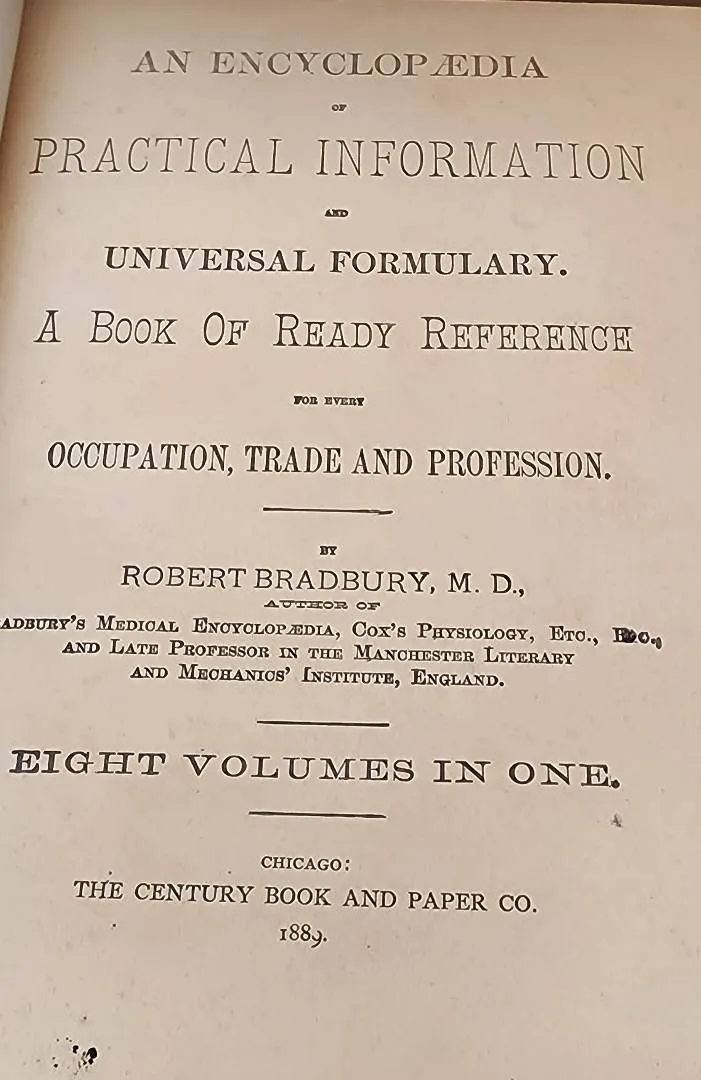 AN ENCYCLOPÆDIA
OF
PRACTICAL INFORMATION
AND
UNIVERSAL FORMULARY.
A BOOK OF READY REFERENCE
FOR EVERY
OCCUPATION, TRADE AND PROFESSION.
BY
ROBERT BRADBURY, M. D.,
AUTHOR OF
ADBURY'S MEDICAL ENCYCLOPÆDIA, COX'S PHYSIOLOGY, ETC., ETC.,
AND LATE PROFESSOR IN THE MANCHESTER LITERARY
AND MECHANICS' INSTITUTE, ENGLAND.
EIGHT VOLUMES IN ONE.
CHICAGO:
THE CENTURY BOOK AND PAPER CO.
1889.